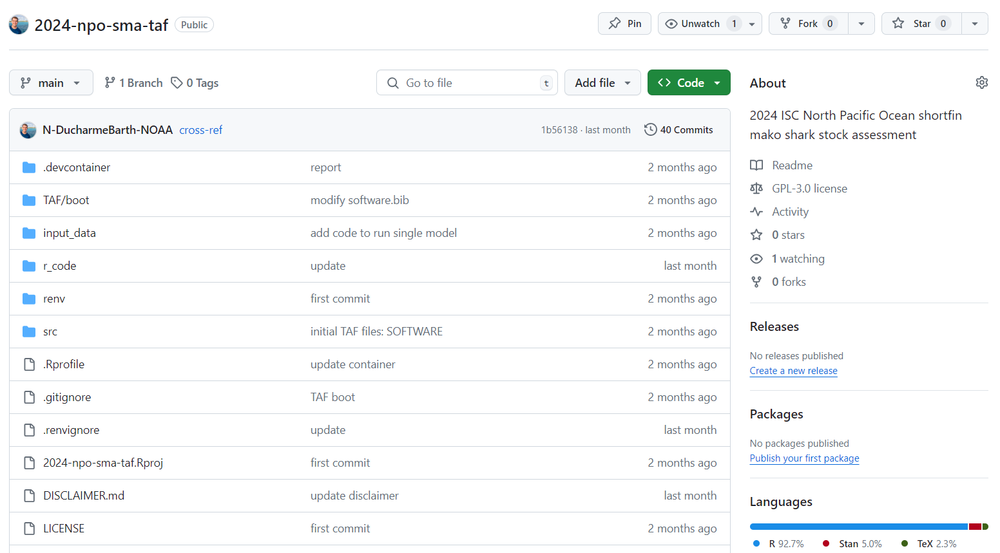 2024-npo-sma-taf Public Pin Unwatch 1 Fork 0 Star 0
main 1 Branch 0 Tags Go to file t Add file <> Code
N-DucharmeBarth-NOAA cross-ref 1b56138 · last month 40 Commits
.devcontainer report 2 months ago
TAF/boot modify software.bib 2 months ago
input_data add code to run single model 2 months ago
r_code update last month
renv first commit 2 months ago
src initial TAF files: SOFTWARE 2 months ago
.Rprofile update container 2 months ago
.gitignore TAF boot 2 months ago
.renvignore update last month
2024-npo-sma-taf.Rproj first commit 2 months ago
DISCLAIMER.md update disclaimer last month
LICENSE first commit 2 months ago
About
2024 ISC North Pacific Ocean shortfin
mako shark stock assessment
Readme
GPL-3.0 license
Activity
0 stars
1 watching
0 forks
Releases
No releases published
Create a new release
Packages
No packages published
Publish your first package
Languages
R 92.7% Stan 5.0% TeX 2.3%